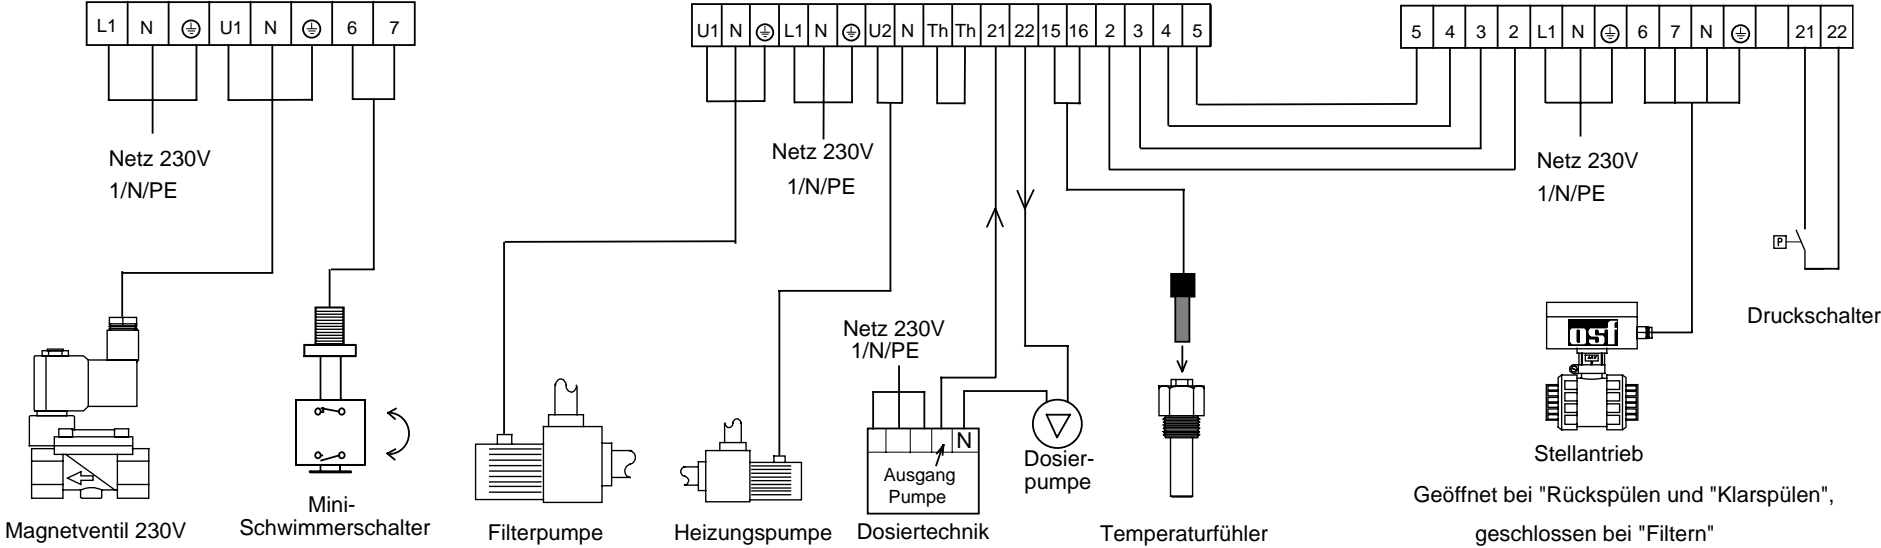 L1 N U1 N 6 7
U1 N L1 N U2 N Th Th 21 22 15 16 2 3 4 5
5 4 3 2 L1 N 6 7 N 21 22
Netz 230V
1/N/PE
Netz 230V
1/N/PE
Netz 230V
1/N/PE
P
Druckschalter
Netz 230V
1/N/PE
osf
N
Ausgang
Pumpe
Dosier-
pumpe
Stellantrieb
Geöffnet bei "Rückspülen und "Klarspülen",
geschlossen bei "Filtern"
Magnetventil 230V
Mini-
Schwimmerschalter
Filterpumpe
Heizungspumpe
Dosiertechnik
Temperaturfühler